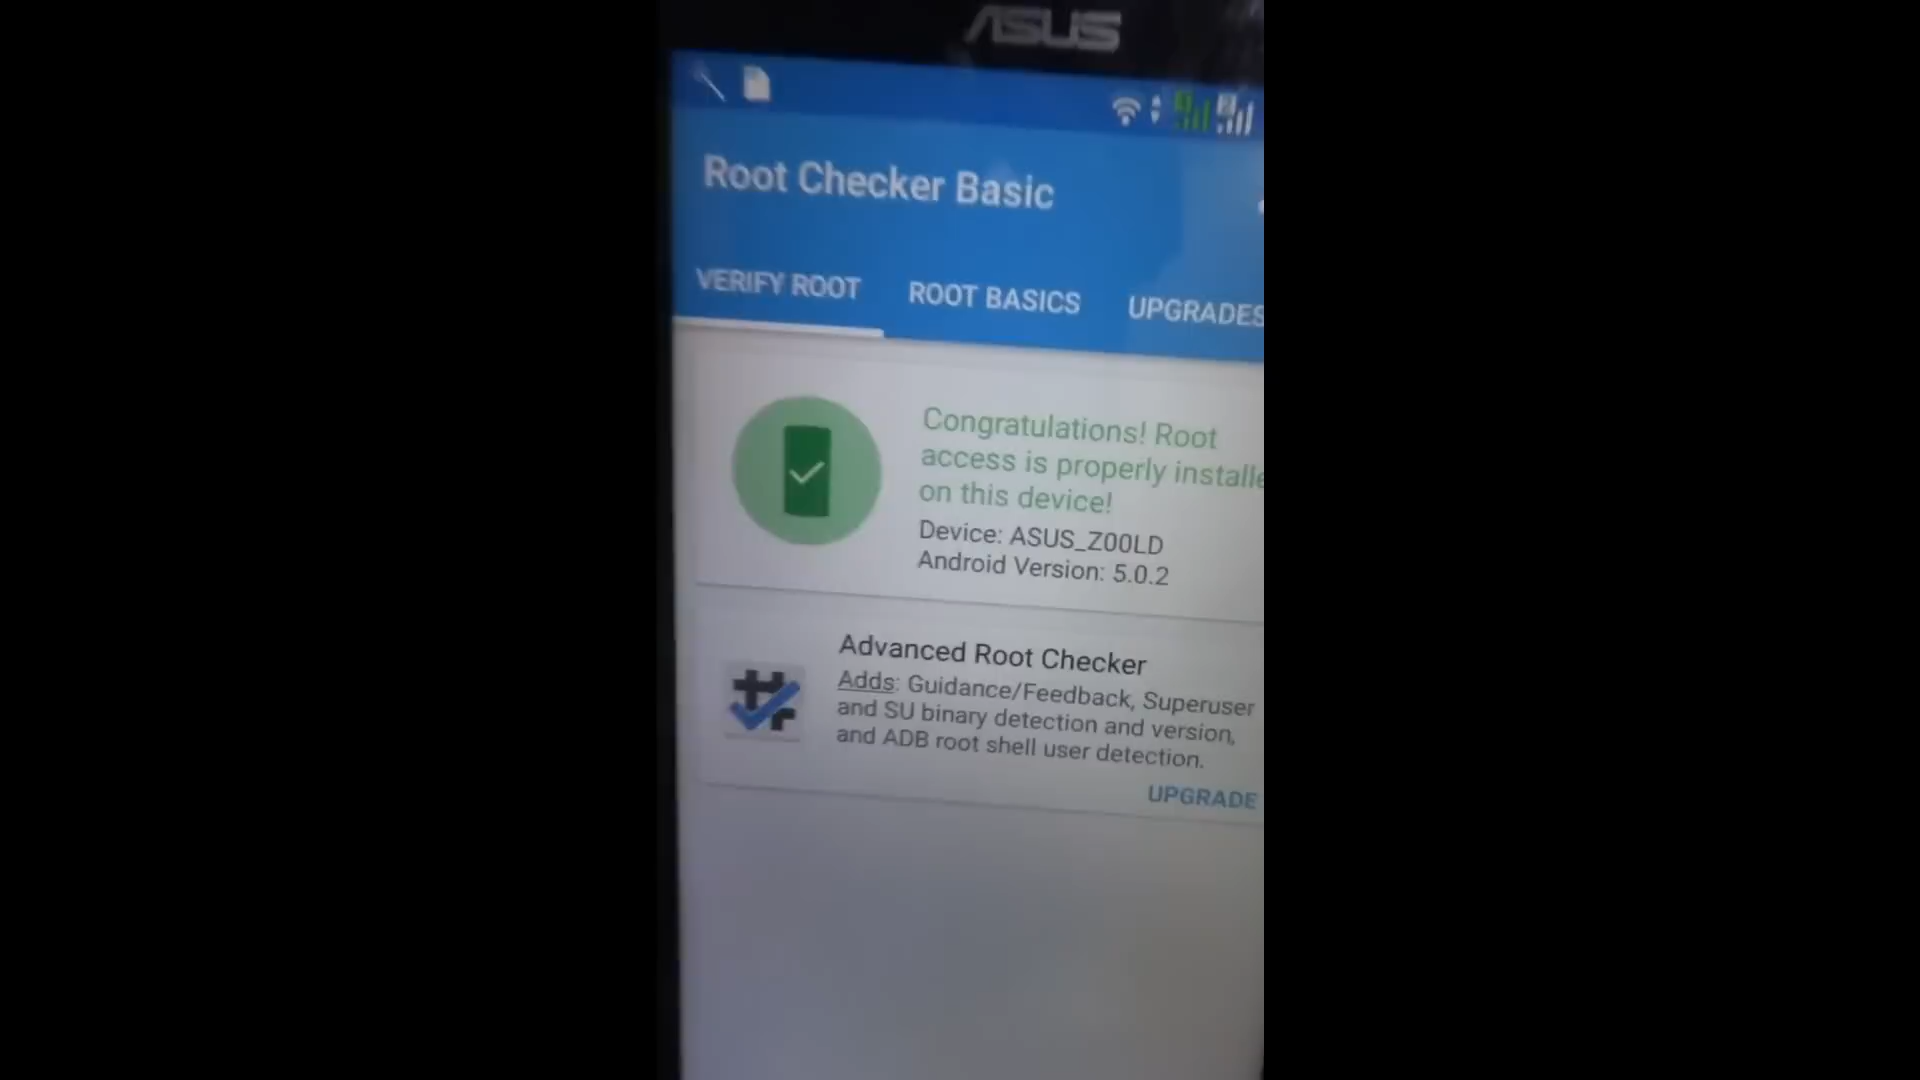 ASUS
Root Checker Basic
VERIFY ROOT
ROOT BASICS
UPGRADES
Congratulations! Root
access is properly installe
on this device!
Device: ASUS_Z00LD
Android Version: 5.0.2
Advanced Root Checker
Adds: Guidance/Feedback, Superuser
and SU binary detection and version,
and ADB root shell user detection.
UPGRADE